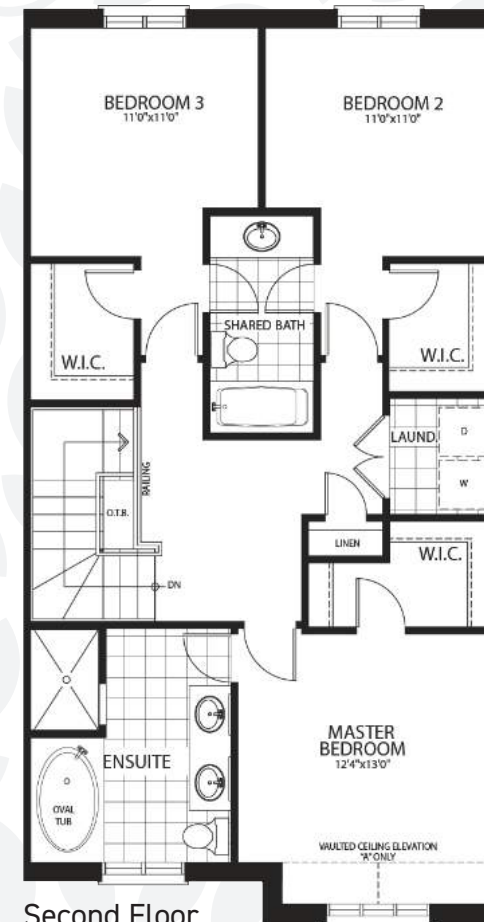 BEDROOM 3
11'0"x11'0"
BEDROOM 2
11'0"x11'0"
SHARED BATH
W.I.C.
W.I.C.
LAUND.
D
W
RAILING
O.T.B.
LINEN
W.I.C.
DN
ENSUITE
OVAL
TUB
MASTER
BEDROOM
12'4"x13'0"
VAULTED CEILING ELEVATION
"A" ONLY
Second Floor